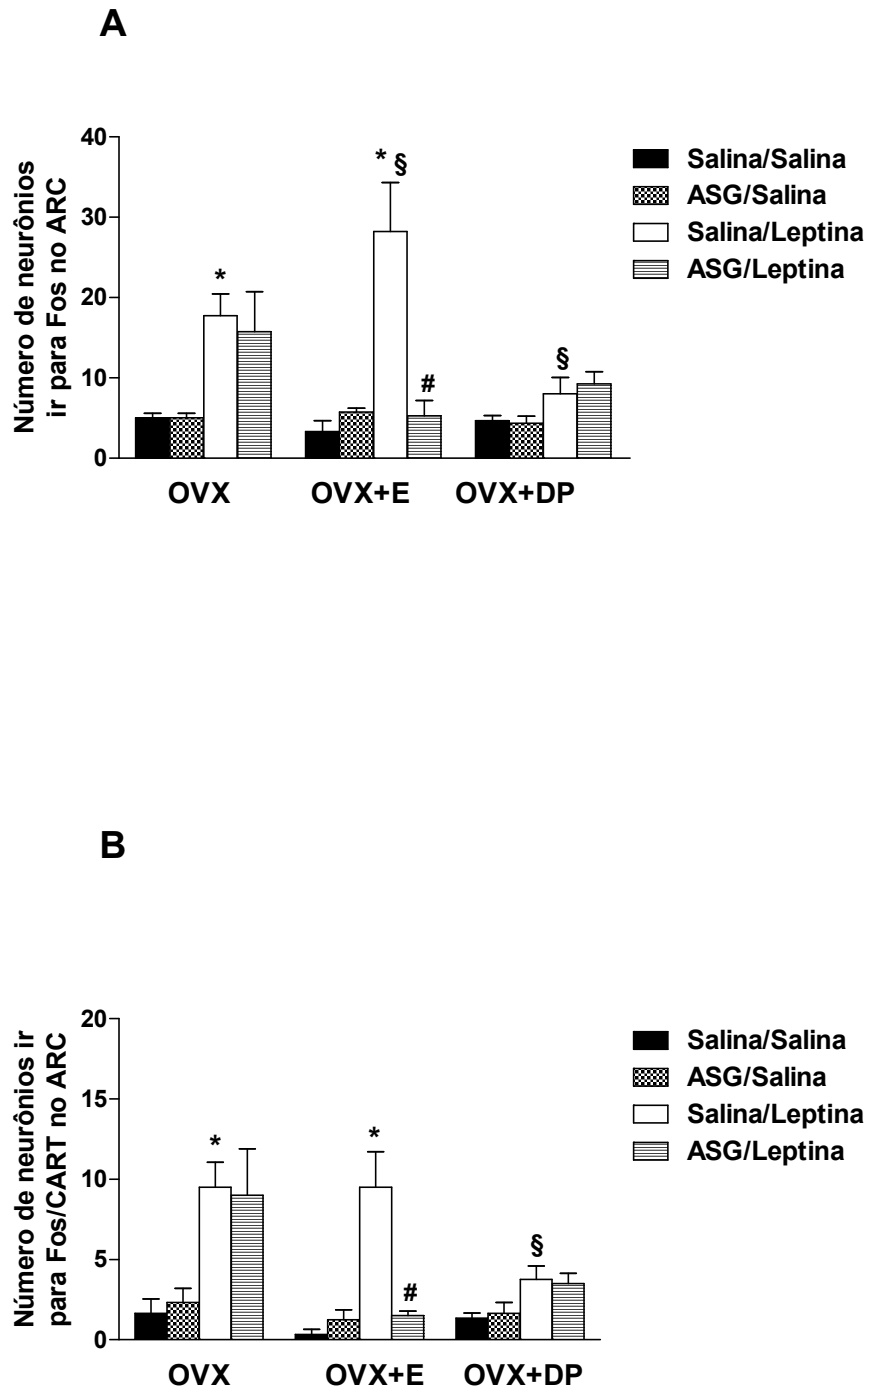 A
Número de neurônios
ir para Fos no ARC
40
30
20
10
0
*
* §
#
§
OVX
OVX+E
OVX+DP
Salina/Salina
ASG/Salina
Salina/Leptina
ASG/Leptina
B
Número de neurônios ir
para Fos/CART no ARC
20
15
10
5
0
*
*
#
§
OVX
OVX+E
OVX+DP
Salina/Salina
ASG/Salina
Salina/Leptina
ASG/Leptina